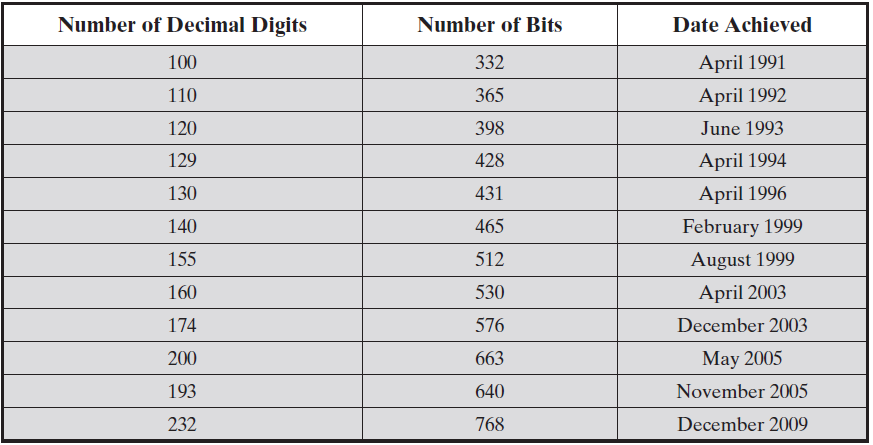 Number of Decimal Digits Number of Bits Date Achieved
100 332 April 1991
110 365 April 1992
120 398 June 1993
129 428 April 1994
130 431 April 1996
140 465 February 1999
155 512 August 1999
160 530 April 2003
174 576 December 2003
200 663 May 2005
193 640 November 2005
232 768 December 2009